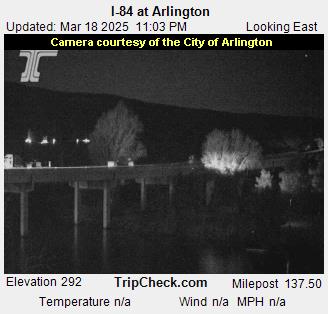 I-84 at Arlington
Updated: Mar 18 2025 11:03 PM Looking East
Camera courtesy of the City of Arlington
Elevation 292 TripCheck.com Milepost 137.50
Temperature n/a Wind n/a MPH n/a